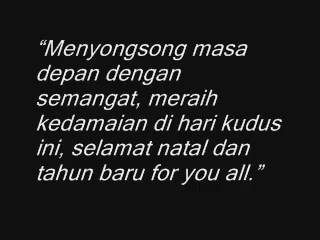 “Menyongsong masa
depan dengan
semangat, meraih
kedamaian di hari kudus
ini, selamat natal dan
tahun baru for you all.”